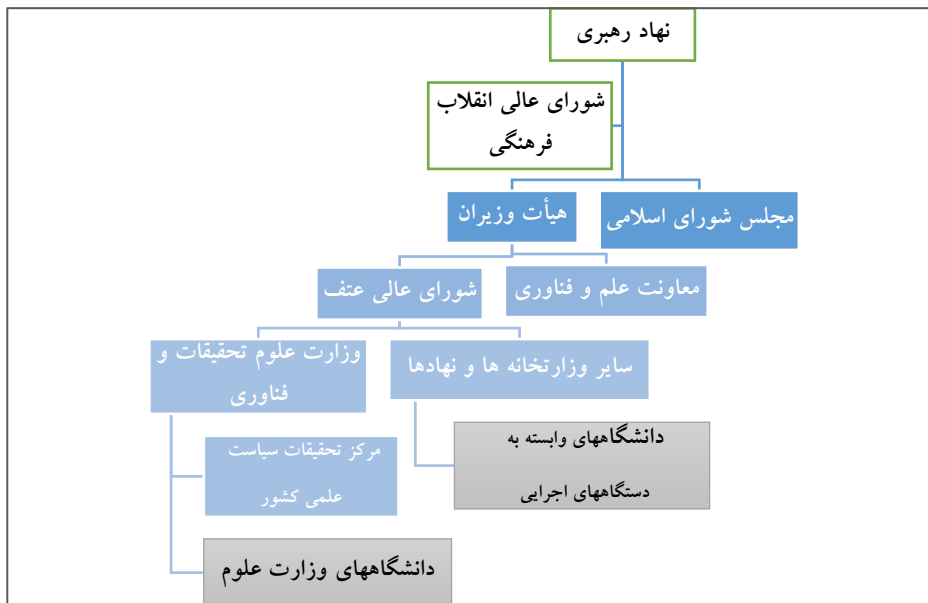 نهاد رهبری
شورای عالی انقلاب
فرهنگی
مجلس شورای اسلامی
هیأت وزیران
معاونت علم و فناوری
شورای عالی عتف
سایر وزارتخانه ها و نهادها
وزارت علوم تحقیقات و
فناوری
دانشگاههای وابسته به
دستگاههای اجرایی
مرکز تحقیقات سیاست
علمی کشور
دانشگاههای وزارت علوم